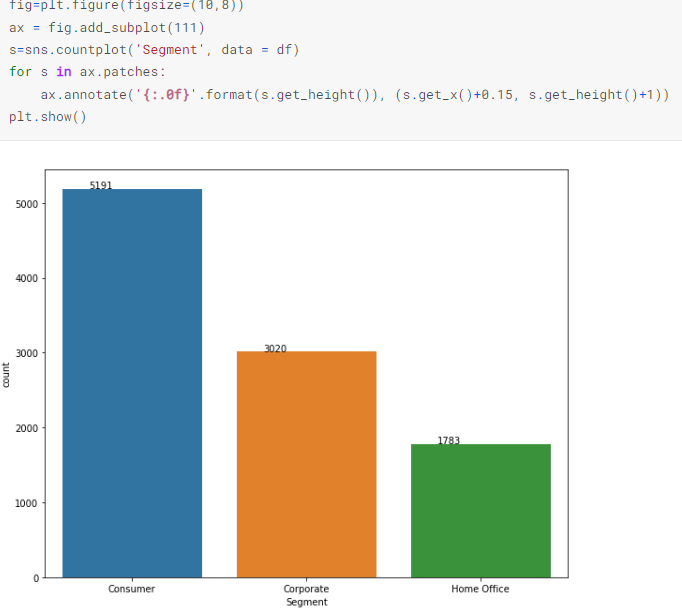 fig=plt.figure(figsize=(10,8))
ax = fig.add_subplot(111)
s=sns.countplot('Segment', data = df)
for s in ax.patches:
    ax.annotate('{:.0f}'.format(s.get_height()), (s.get_x()+0.15, s.get_height()+1))
plt.show()
5191
5000
4000
3020
3000
count
1783
2000
1000
0
Consumer Corporate Home Office
Segment